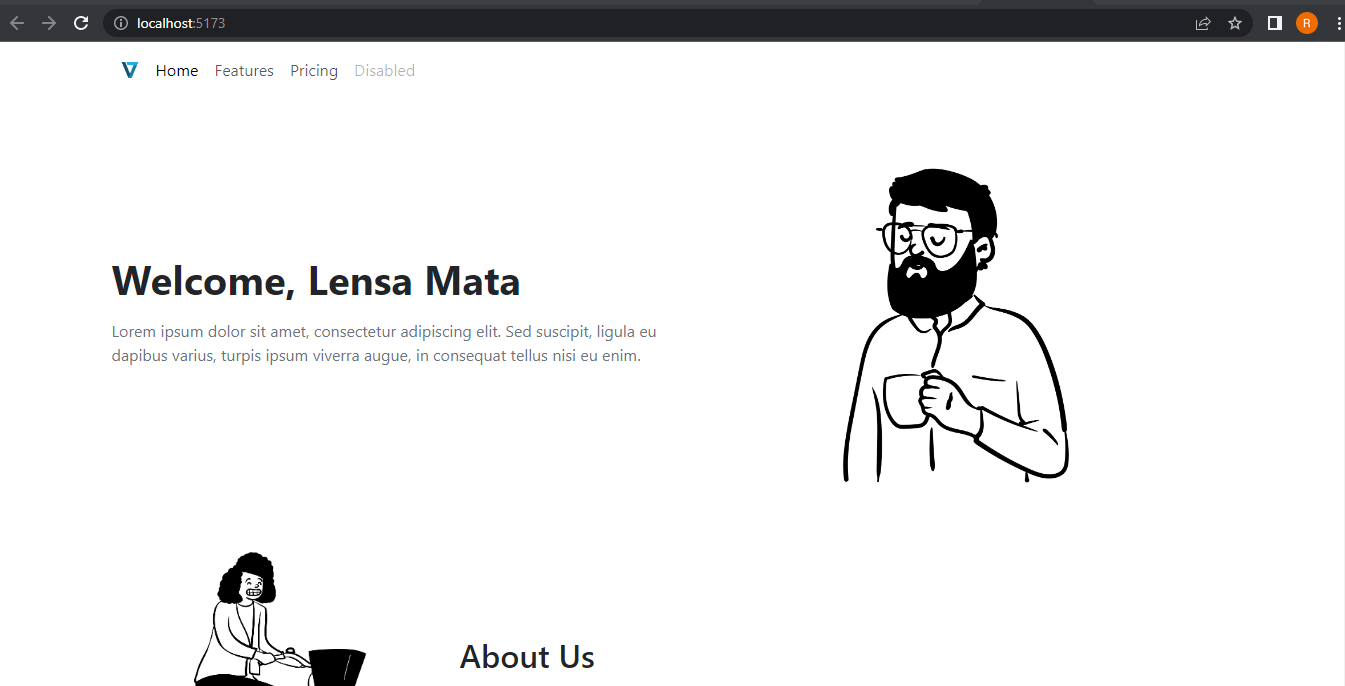 localhost:5173
R
Home Features Pricing Disabled
Welcome, Lensa Mata
Lorem ipsum dolor sit amet, consectetur adipiscing elit. Sed suscipit, ligula eu
dapibus varius, turpis ipsum viverra augue, in consequat tellus nisi eu enim.
About Us